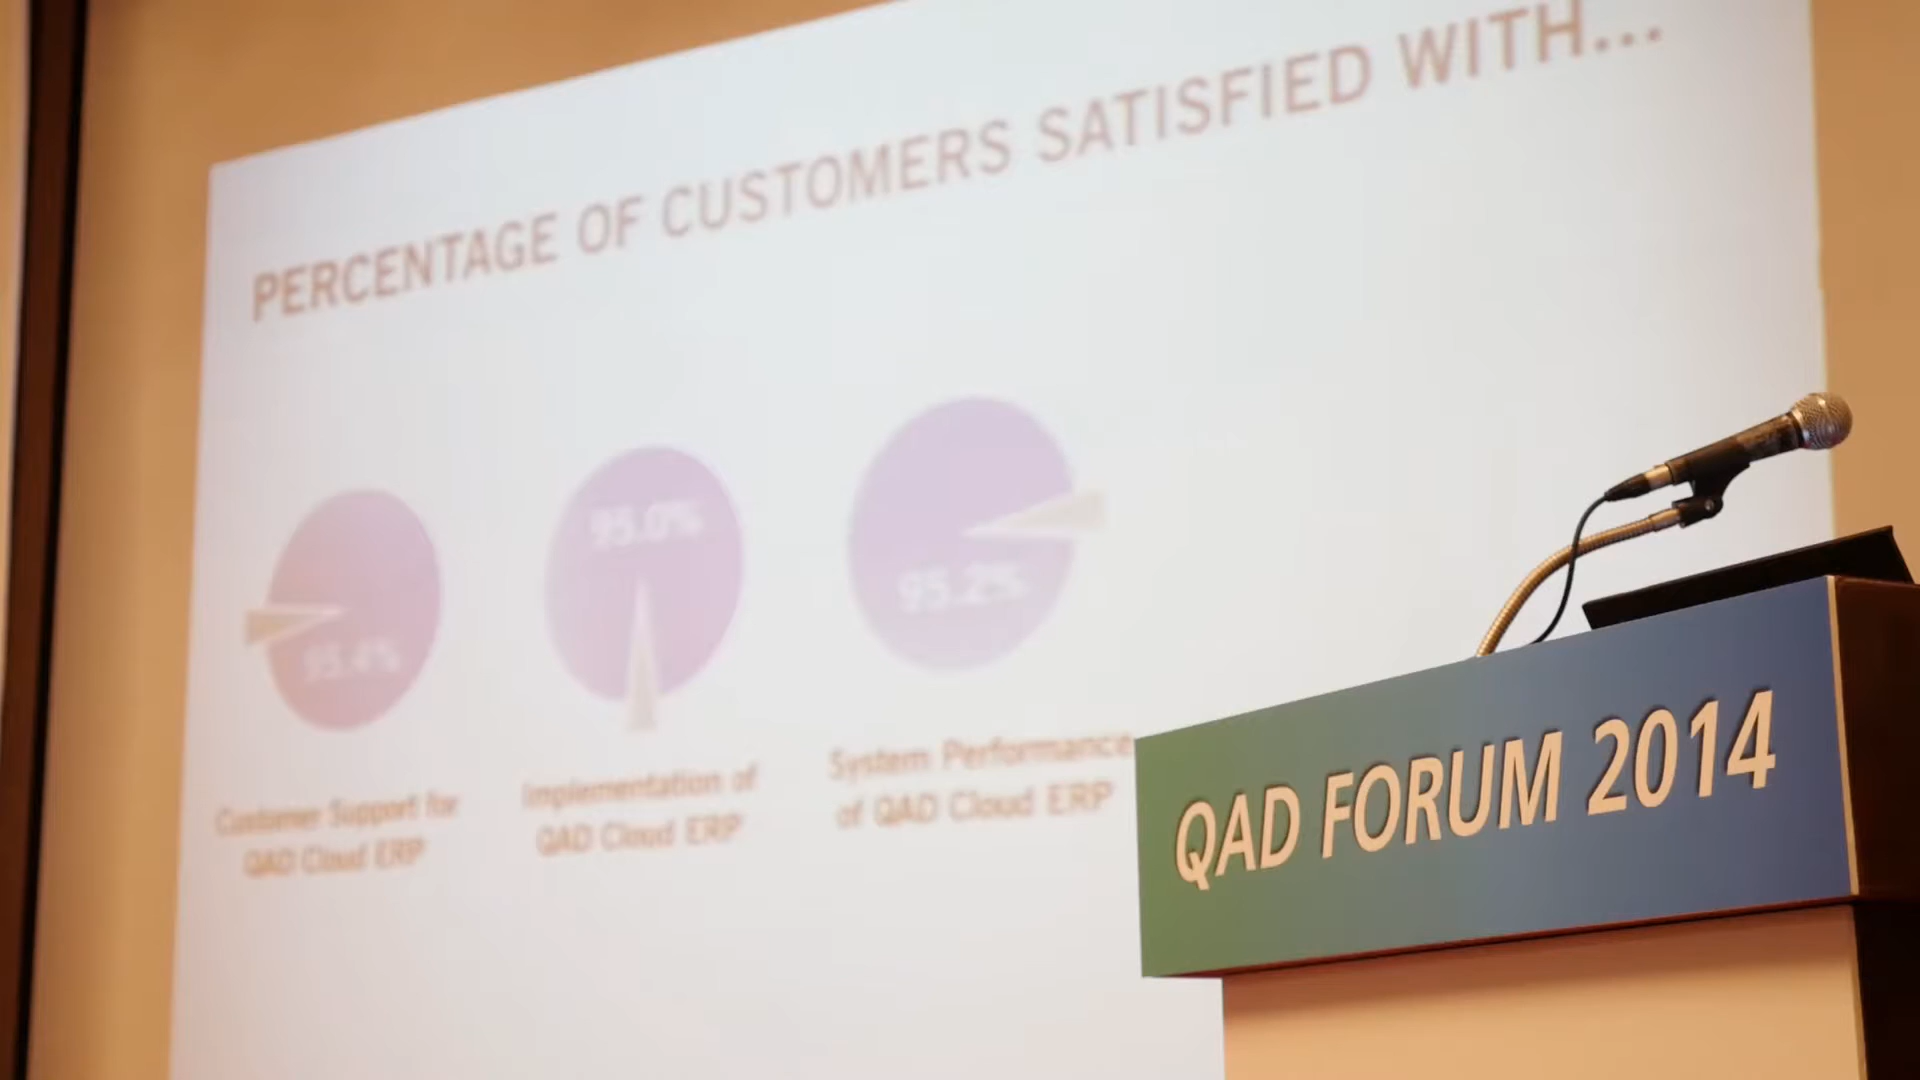 PERCENTAGE OF CUSTOMERS SATISFIED WITH...
95.4%
95.0%
95.2%
Customer Support for
QAD Cloud ERP
Implementation of
QAD Cloud ERP
System Performance
of QAD Cloud ERP
QAD FORUM 2014